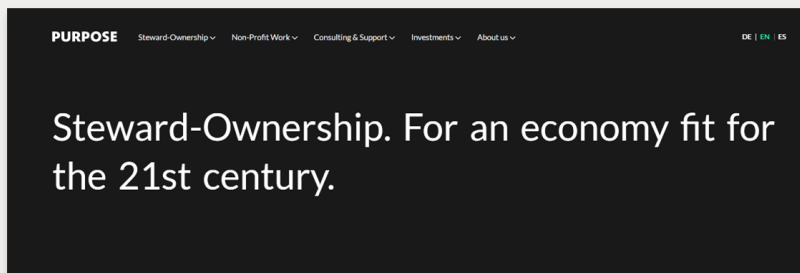 PURPOSE Steward-Ownership Non-Profit Work Consulting & Support Investments About us DE | EN | ES
Steward-Ownership. For an economy fit for
the 21st century.